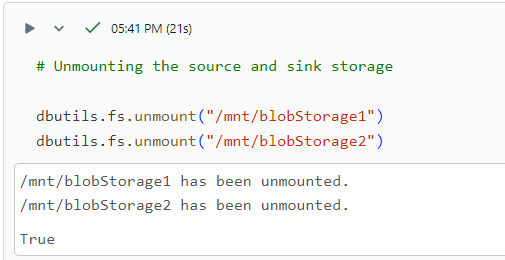 05:41 PM (21s)
# Unmounting the source and sink storage
dbutils.fs.unmount("/mnt/blobStorage1")
dbutils.fs.unmount("/mnt/blobStorage2")
/mnt/blobStorage1 has been unmounted.
/mnt/blobStorage2 has been unmounted.
True